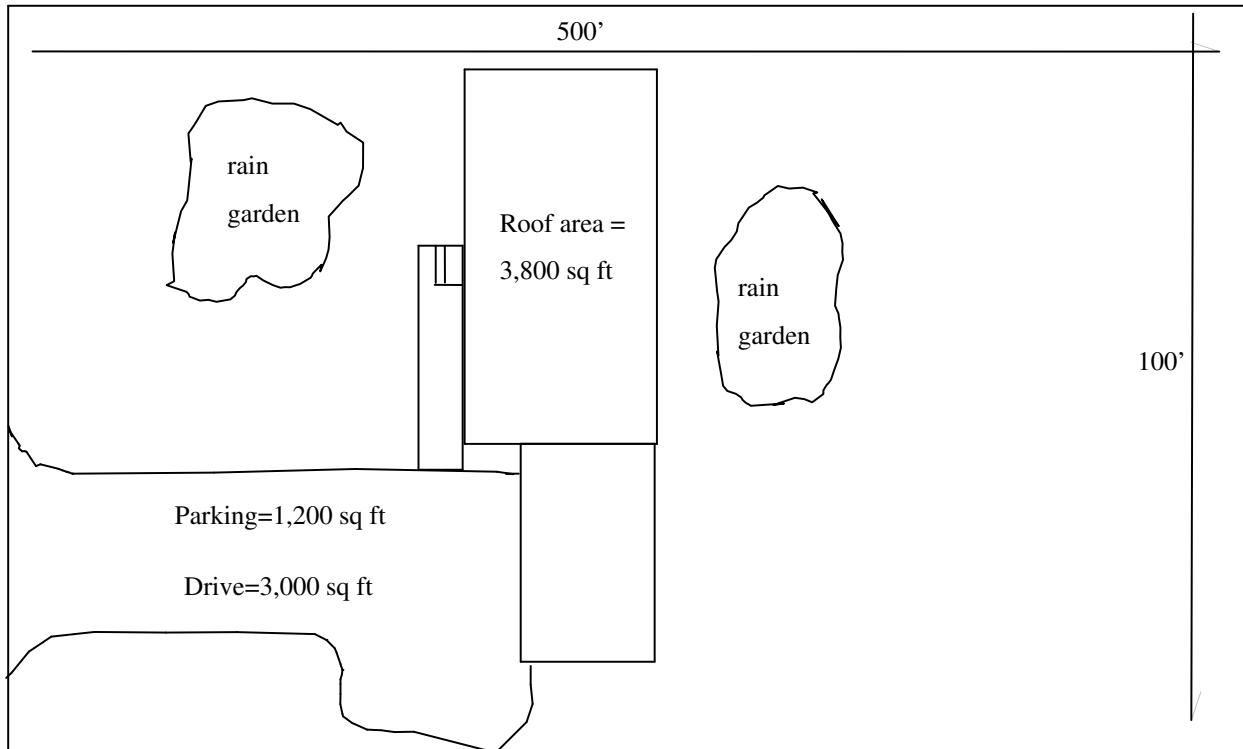 500’
rain
garden
Roof area =
3,800 sq ft
rain
garden
100’
Parking=1,200 sq ft
Drive=3,000 sq ft